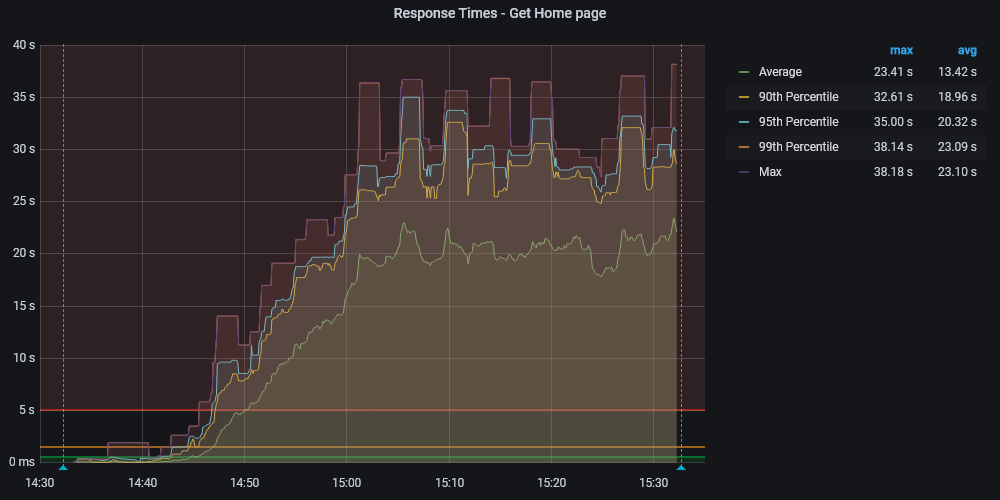 Response Times - Get Home page
max avg
Average 23.41 s 13.42 s
90th Percentile 32.61 s 18.96 s
95th Percentile 35.00 s 20.32 s
99th Percentile 38.14 s 23.09 s
Max 38.18 s 23.10 s
40 s
35 s
30 s
25 s
20 s
15 s
10 s
5 s
0 ms
14:30 14:40 14:50 15:00 15:10 15:20 15:30